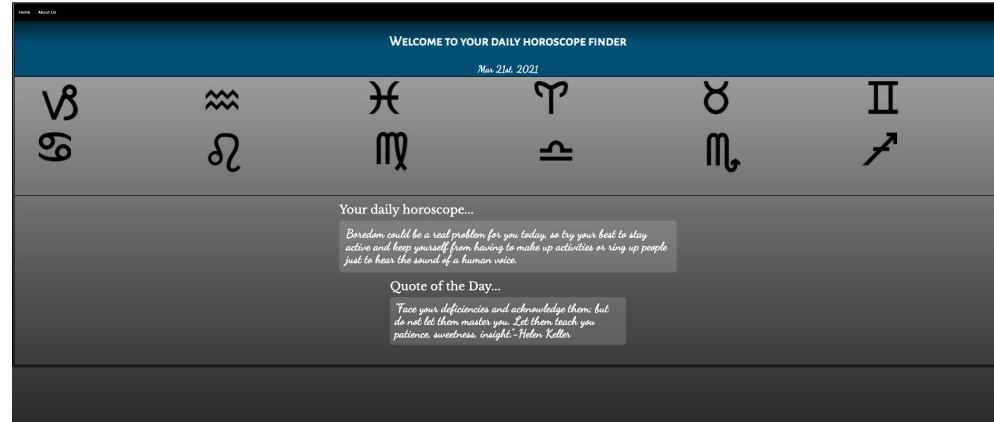 Home About Us
Welcome to your daily horoscope finder
Mar 21st, 2021
Your daily horoscope...
Boredom could be a real problem for you today, so try your best to stay
active and keep yourself from having to make up activities or ring up people
just to hear the sound of a human voice.
Quote of the Day...
"Face your deficiencies and acknowledge them; but
do not let them master you. Let them teach you
patience, sweetness, insight."-Helen Keller